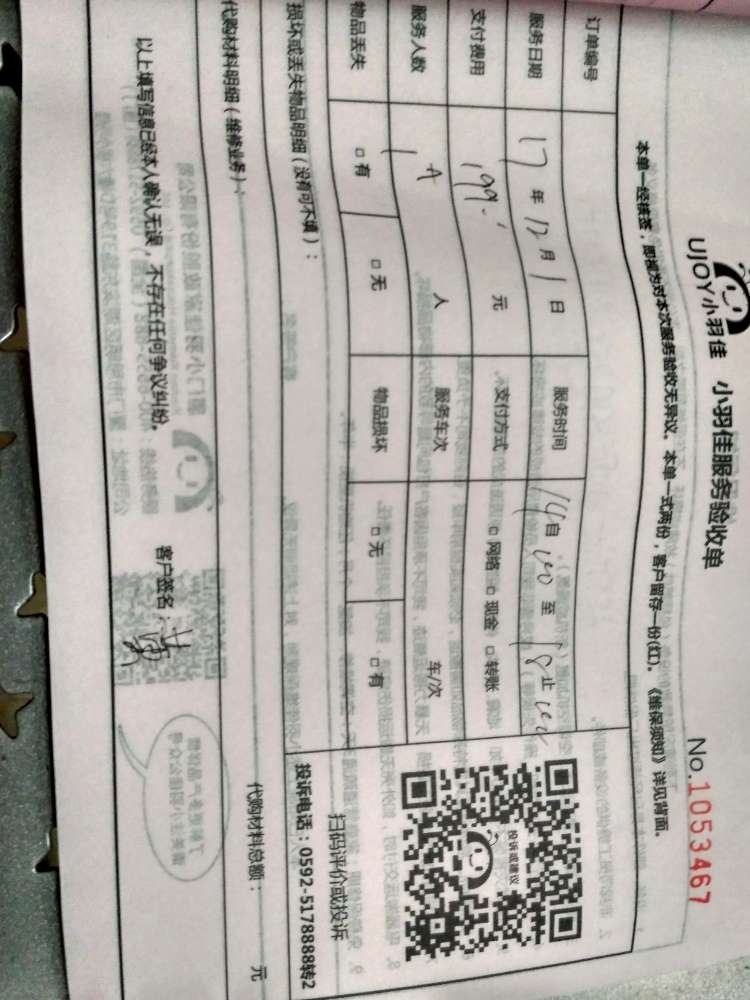 UJOY小羽佳 小羽佳服务验收单 No.1053467
本单一经接签，即视为对本次服务验收无异议。本单一式两份，客户留存一份(红)。《维保须知》详见背面。
订单编号
服务日期 17年12月1日 服务时间 自 至 止
支付费用 199.- 元 支付方式 □网络 □现金 □转账
服务人数 人 服务车次 车/次
物品丢失 □有 □无 物品损坏 □无 □有
投诉或建议
扫码评价或投诉
投诉电话：0592-5178888转2
损坏或丢失物品明细（没有可不填）：
代购材料明细（维修业务）：
代购材料总额： 元
以上填写信息已经本人确认无误，不存在任何争议纠纷。 客户签名：